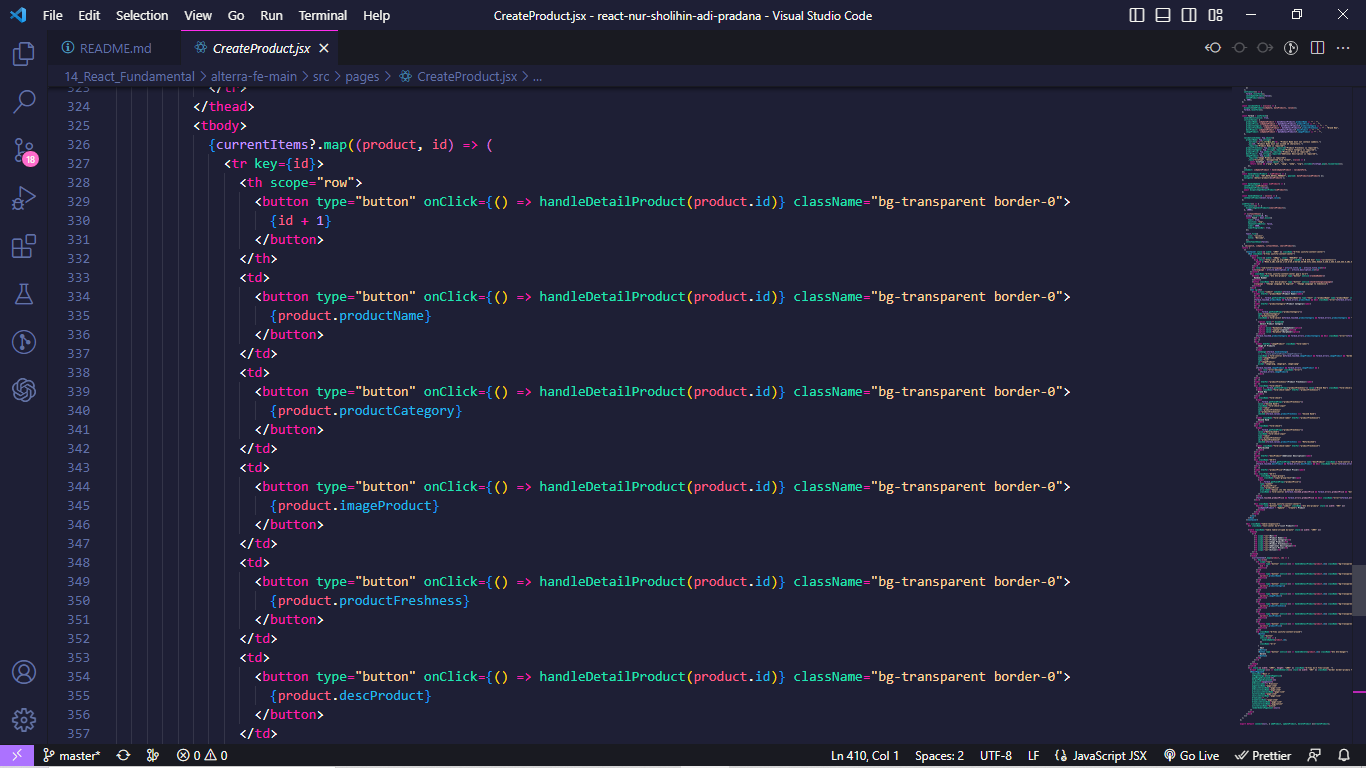 File Edit Selection View Go Run Terminal Help CreateProduct.jsx - react-nur-sholihin-adi-pradana - Visual Studio Code
README.md CreateProduct.jsx
14_React_Fundamental > alterra-fe-main > src > pages > CreateProduct.jsx > ...
323 </tr>
324 </thead>
325 <tbody>
326 {currentItems?.map((product, id) => (
327 <tr key={id}>
328 <th scope="row">
329 <button type="button" onClick={() => handleDetailProduct(product.id)} className="bg-transparent border-0">
330 {id + 1}
331 </button>
332 </th>
333 <td>
334 <button type="button" onClick={() => handleDetailProduct(product.id)} className="bg-transparent border-0">
335 {product.productName}
336 </button>
337 </td>
338 <td>
339 <button type="button" onClick={() => handleDetailProduct(product.id)} className="bg-transparent border-0">
340 {product.productCategory}
341 </button>
342 </td>
343 <td>
344 <button type="button" onClick={() => handleDetailProduct(product.id)} className="bg-transparent border-0">
345 {product.imageProduct}
346 </button>
347 </td>
348 <td>
349 <button type="button" onClick={() => handleDetailProduct(product.id)} className="bg-transparent border-0">
350 {product.productFreshness}
351 </button>
352 </td>
353 <td>
354 <button type="button" onClick={() => handleDetailProduct(product.id)} className="bg-transparent border-0">
355 {product.descProduct}
356 </button>
357 </td>
18
master* 0 0 Ln 410, Col 1 Spaces: 2 UTF-8 LF JavaScript JSX Go Live Prettier